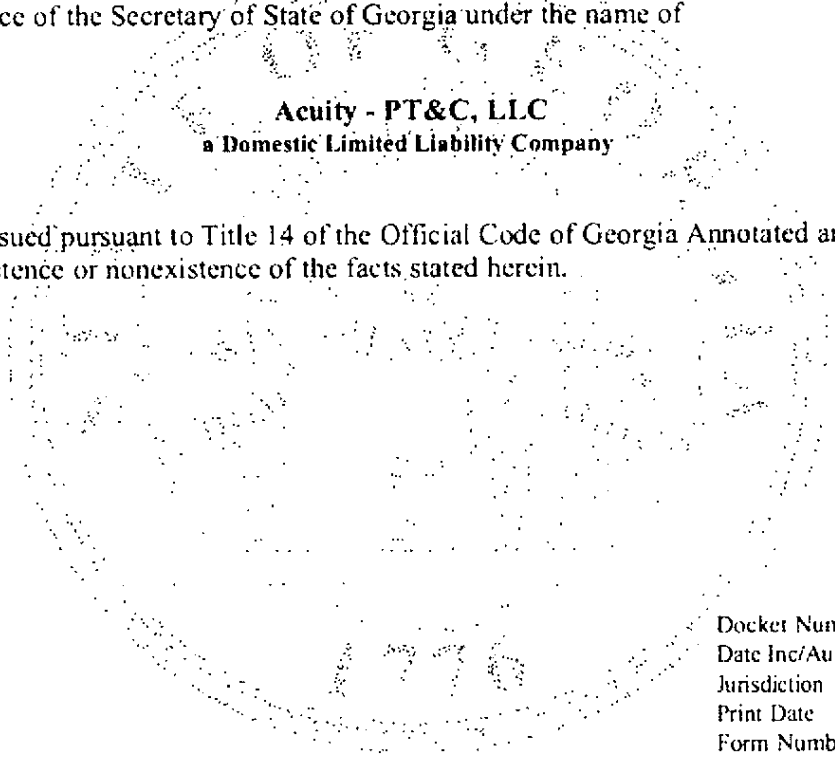 ce of the Secretary of State of Georgia under the name of
Acuity - PT&C, LLC
a Domestic Limited Liability Company
sued pursuant to Title 14 of the Official Code of Georgia Annotated an
tence or nonexistence of the facts stated herein.
1776
Docket Num
Date Inc/Au
Jurisdiction
Print Date
Form Numb